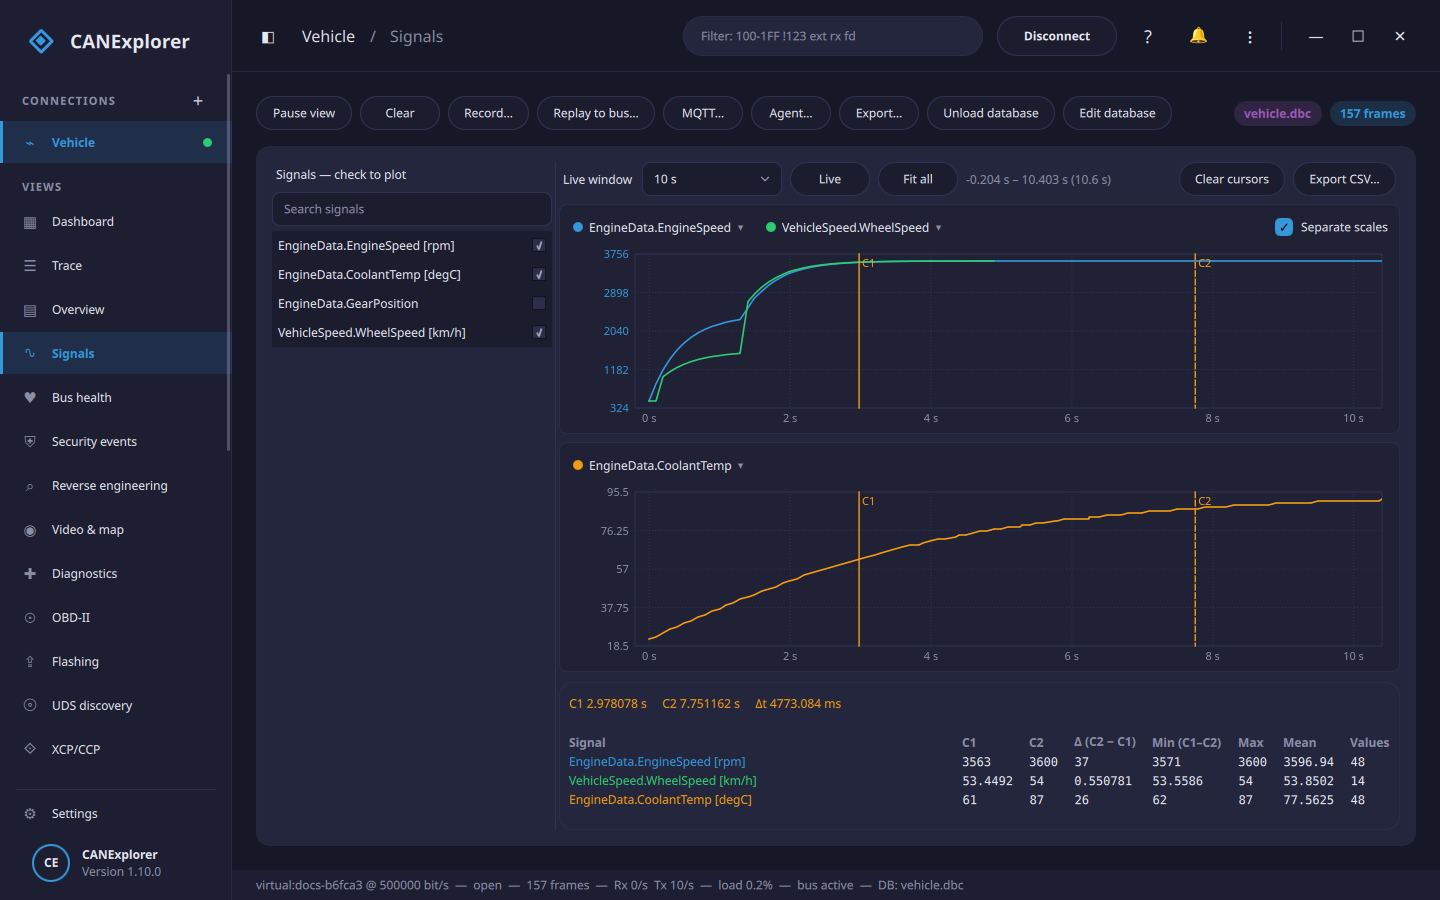 CANExplorer
CONNECTIONS +
Vehicle
VIEWS
Dashboard
Trace
Overview
Signals
Bus health
Security events
Reverse engineering
Video & map
Diagnostics
OBD-II
Flashing
UDS discovery
XCP/CCP
Settings
CE
CANExplorer
Version 1.10.0
Vehicle / Signals
Filter: 100-1FF !123 ext rx fd
Disconnect
?
Pause view Clear Record... Replay to bus... MQTT... Agent... Export... Unload database Edit database vehicle.dbc 157 frames
Signals — check to plot
Search signals
EngineData.EngineSpeed [rpm]
EngineData.CoolantTemp [degC]
EngineData.GearPosition
VehicleSpeed.WheelSpeed [km/h]
Live window 10 s Live Fit all -0.204 s – 10.403 s (10.6 s) Clear cursors Export CSV...
EngineData.EngineSpeed ▾ VehicleSpeed.WheelSpeed ▾ Separate scales
3756
C1 C2
2898
2040
1182
324
0 s 2 s 4 s 6 s 8 s 10 s
EngineData.CoolantTemp ▾
95.5
C1 C2
76.25
57
37.75
18.5
0 s 2 s 4 s 6 s 8 s 10 s
C1 2.978078 s C2 7.751162 s Δt 4773.084 ms
Signal C1 C2 Δ (C2 − C1) Min (C1–C2) Max Mean Values
EngineData.EngineSpeed [rpm] 3563 3600 37 3571 3600 3596.94 48
VehicleSpeed.WheelSpeed [km/h] 53.4492 54 0.550781 53.5586 54 53.8502 14
EngineData.CoolantTemp [degC] 61 87 26 62 87 77.5625 48
virtual:docs-b6fca3 @ 500000 bit/s — open — 157 frames — Rx 0/s Tx 10/s — load 0.2% — bus active — DB: vehicle.dbc